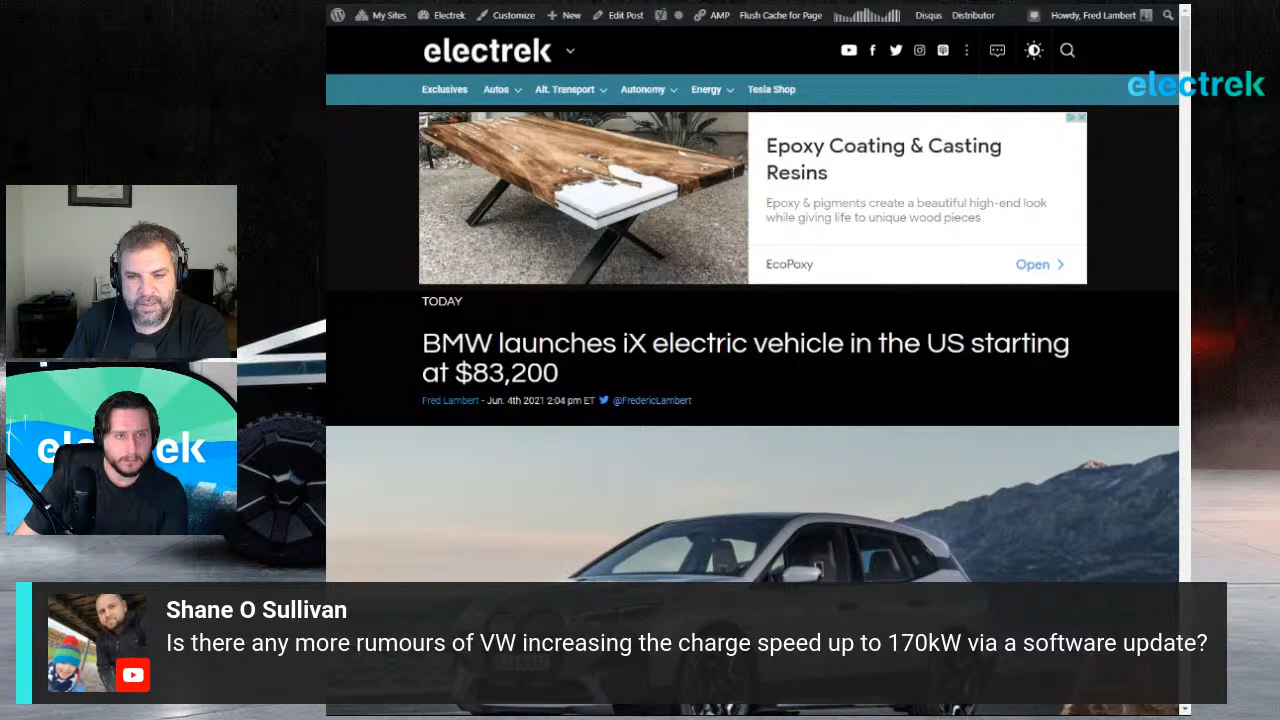 My Sites Electrek Customize New Edit Post AMP Flush Cache for Page Disqus Distributor Howdy, Fred Lambert
electrek
Exclusives Autos Alt. Transport Autonomy Energy Tesla Shop
electrek
Epoxy Coating & Casting
Resins
Epoxy & pigments create a beautiful high-end look
while giving life to unique wood pieces
EcoPoxy Open
TODAY
BMW launches iX electric vehicle in the US starting
at $83,200
Fred Lambert - Jun. 4th 2021 2:04 pm ET @FredericLambert
Shane O Sullivan
Is there any more rumours of VW increasing the charge speed up to 170kW via a software update?